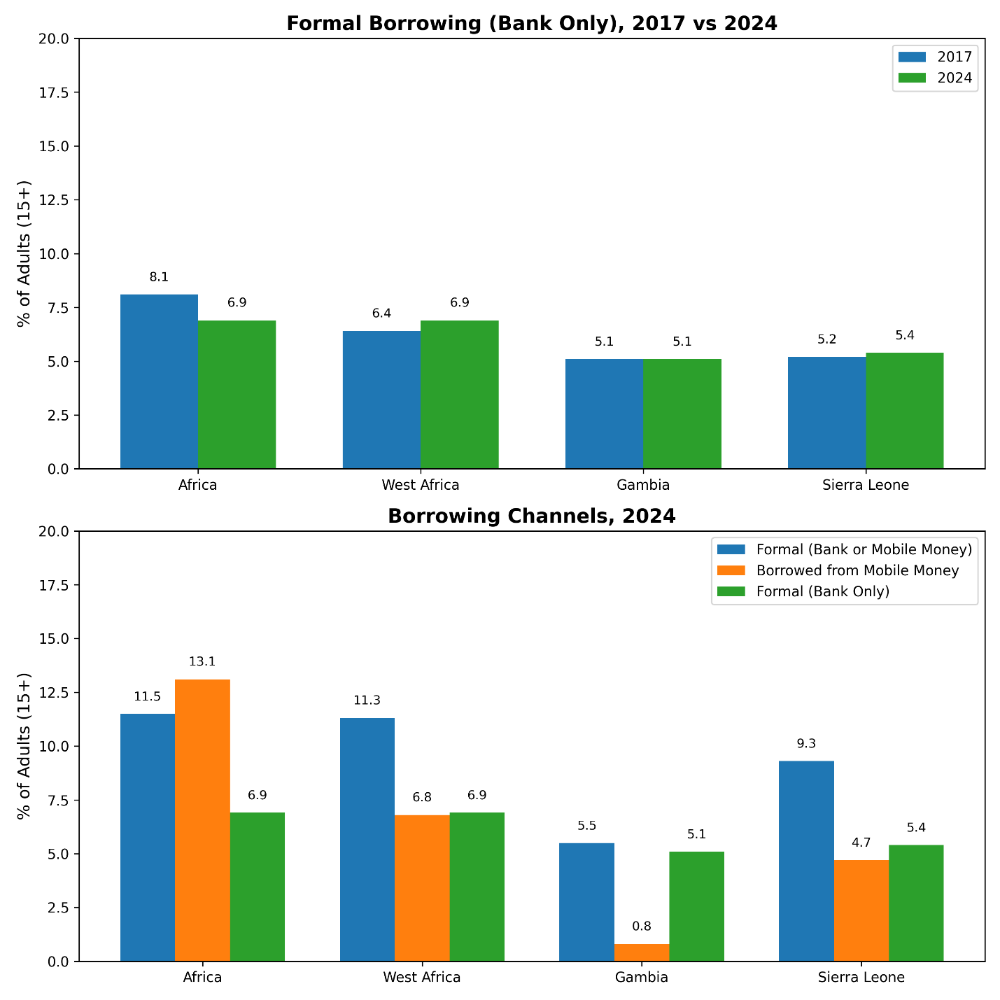 Formal Borrowing (Bank Only), 2017 vs 2024
% of Adults (15+)
20.0
17.5
15.0
12.5
10.0
7.5
5.0
2.5
0.0
2017
2024
8.1
6.9
6.4
6.9
5.1
5.1
5.2
5.4
Africa
West Africa
Gambia
Sierra Leone
Borrowing Channels, 2024
% of Adults (15+)
20.0
17.5
15.0
12.5
10.0
7.5
5.0
2.5
0.0
Formal (Bank or Mobile Money)
Borrowed from Mobile Money
Formal (Bank Only)
11.5
13.1
6.9
11.3
6.8
6.9
5.5
0.8
5.1
9.3
4.7
5.4
Africa
West Africa
Gambia
Sierra Leone